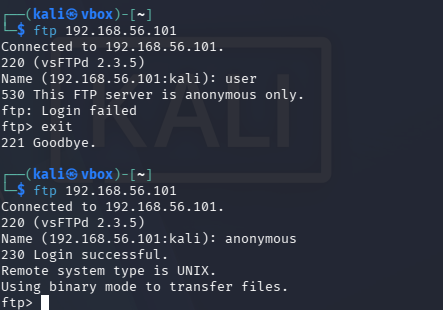 ┌──(kali㉿vbox)-[~]
└─$ ftp 192.168.56.101
Connected to 192.168.56.101.
220 (vsFTPd 2.3.5)
Name (192.168.56.101:kali): user
530 This FTP server is anonymous only.
ftp: Login failed
ftp> exit
221 Goodbye.
KALI
┌──(kali㉿vbox)-[~]
└─$ ftp 192.168.56.101
Connected to 192.168.56.101.
220 (vsFTPd 2.3.5)
Name (192.168.56.101:kali): anonymous
230 Login successful.
Remote system type is UNIX.
Using binary mode to transfer files.
ftp>